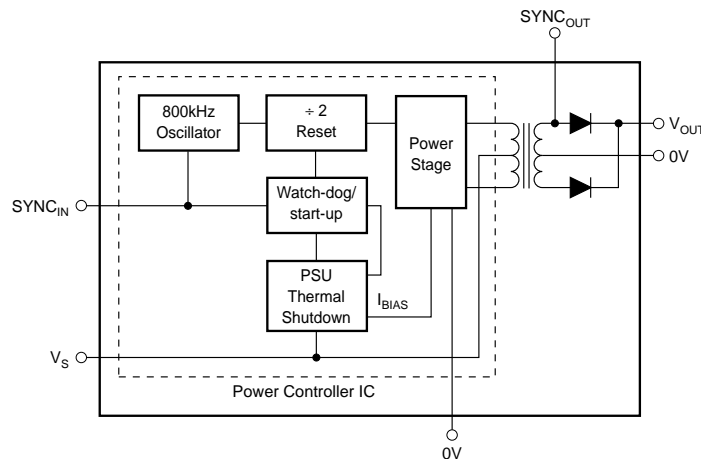 SYNC_OUT
800kHz
Oscillator
÷ 2
Reset
Power
Stage
V_OUT
0V
SYNC_IN
Watch-dog/
start-up
PSU
Thermal
Shutdown
I_BIAS
V_S
Power Controller IC
0V